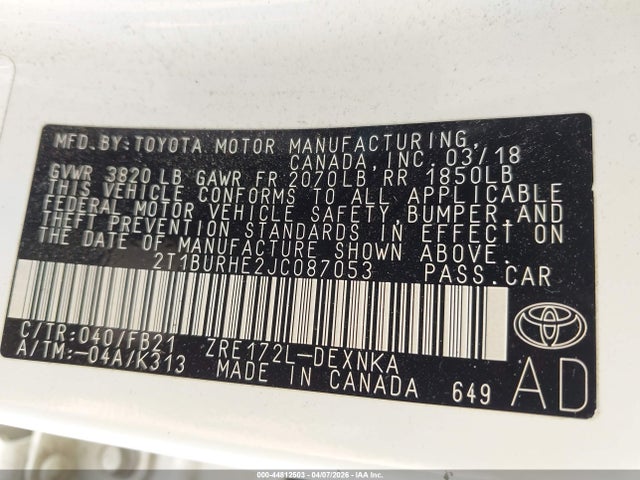 MFD. BY: TOYOTA MOTOR MANUFACTURING,
CANADA, INC. 03/18
GVWR 3820 LB GAWR FR 2070LB, RR 1850LB
THIS VEHICLE CONFORMS TO ALL APPLICABLE
FEDERAL MOTOR VEHICLE SAFETY, BUMPER, AND
THEFT PREVENTION STANDARDS IN EFFECT ON
THE DATE OF MANUFACTURE SHOWN ABOVE.
2T1BURHE2JC087053 PASS.CAR
C/TR: 040/FB21 ZRE172L-DEXNKA
A/TM: -04A/K313 MADE IN CANADA 649 AD
000-44812503 - 04/07/2026 - IAAI.com